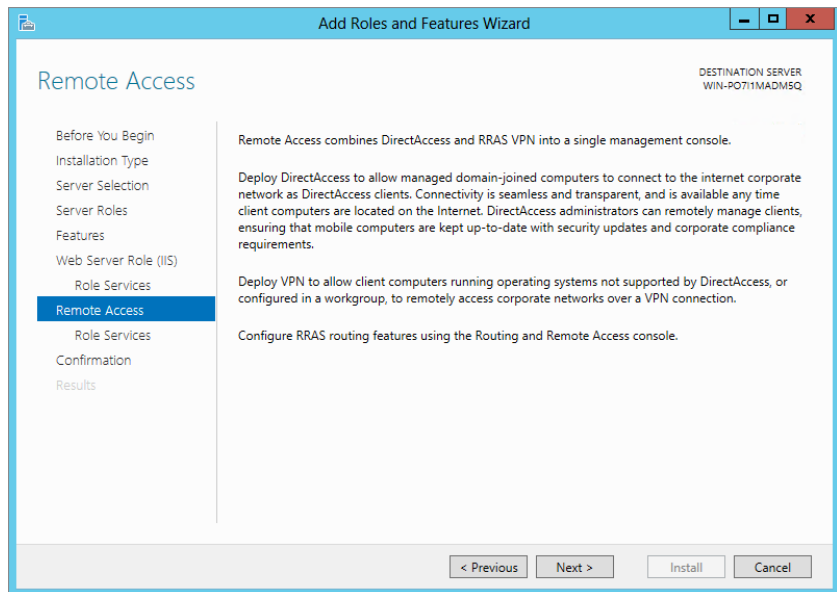 Add Roles and Features Wizard
Remote Access
DESTINATION SERVER
WIN-PO7I1MADM5Q
Before You Begin
Installation Type
Server Selection
Server Roles
Features
Web Server Role (IIS)
Role Services
Remote Access
Role Services
Confirmation
Results
Remote Access combines DirectAccess and RRAS VPN into a single management console.
Deploy DirectAccess to allow managed domain-joined computers to connect to the internet corporate
network as DirectAccess clients. Connectivity is seamless and transparent, and is available any time
client computers are located on the Internet. DirectAccess administrators can remotely manage clients,
ensuring that mobile computers are kept up-to-date with security updates and corporate compliance
requirements.
Deploy VPN to allow client computers running operating systems not supported by DirectAccess, or
configured in a workgroup, to remotely access corporate networks over a VPN connection.
Configure RRAS routing features using the Routing and Remote Access console.
< Previous
Next >
Install
Cancel